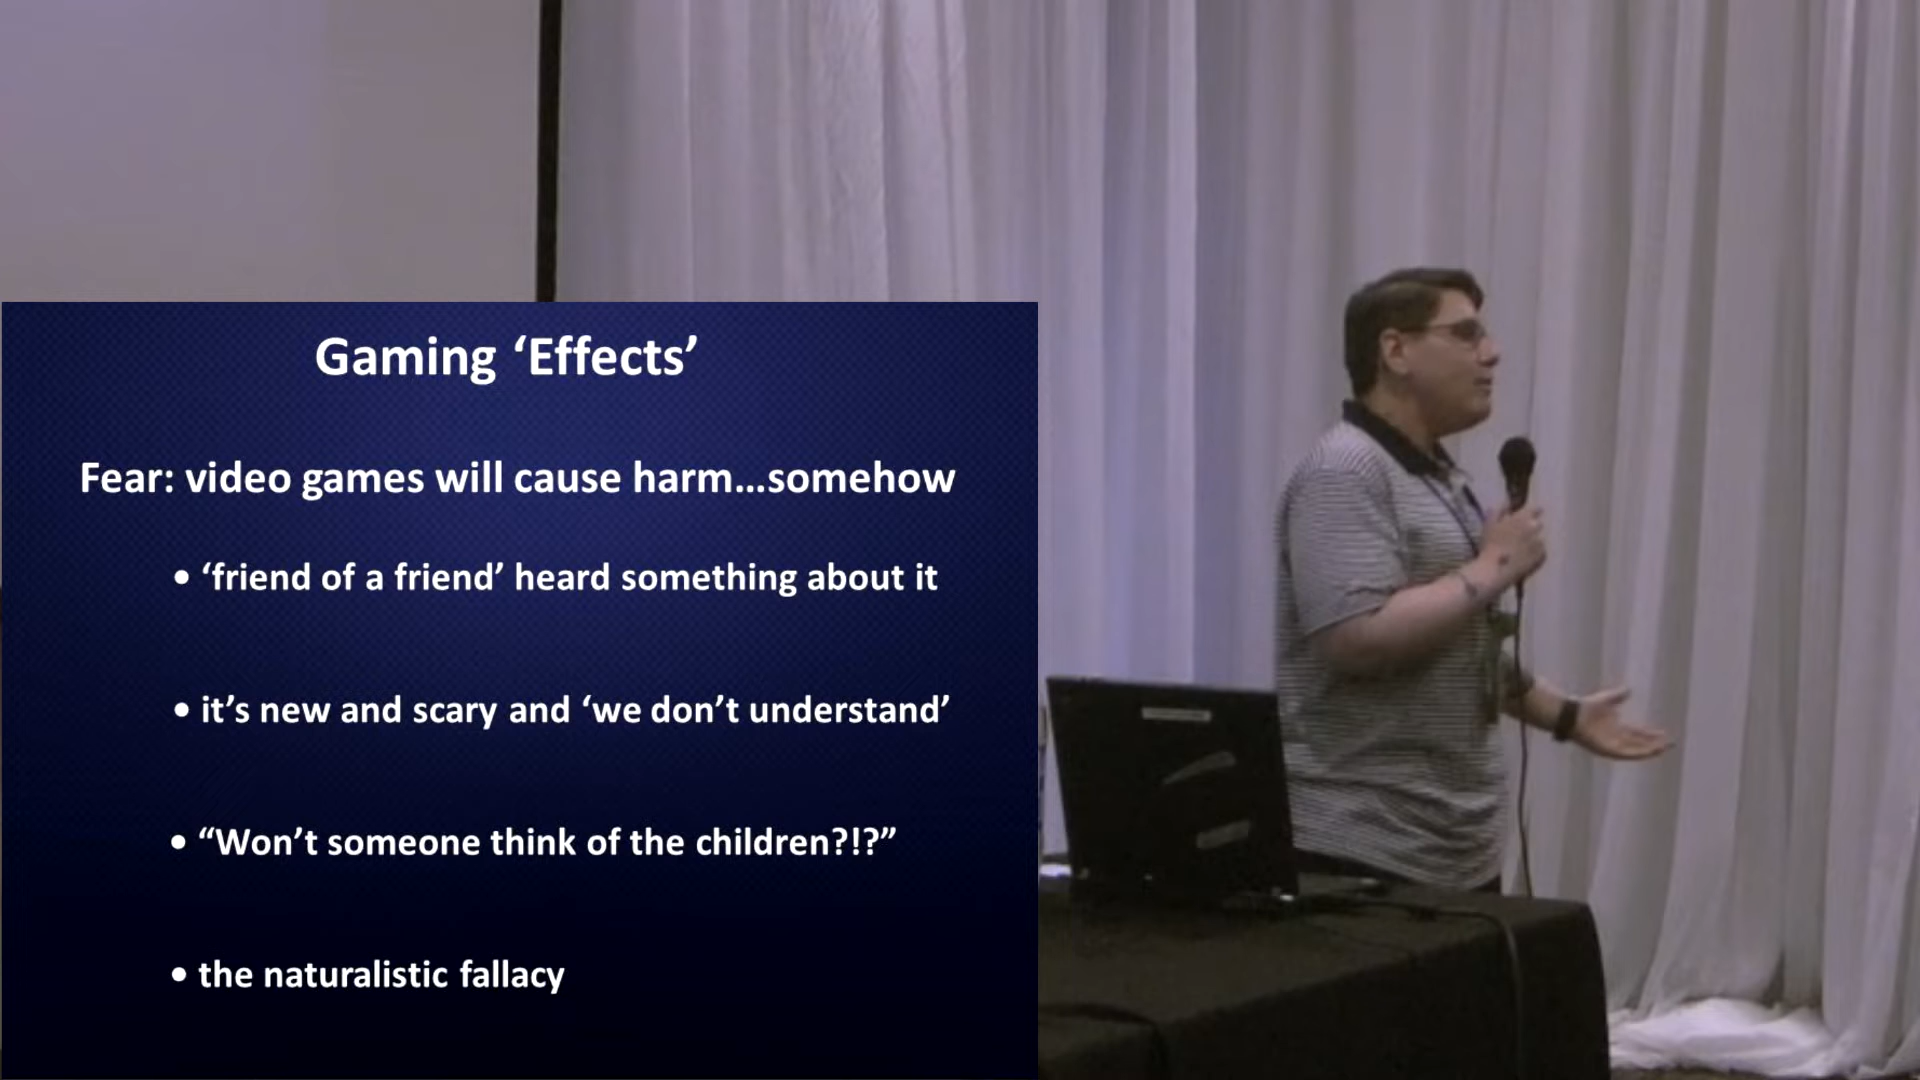 Gaming ‘Effects’
Fear: video games will cause harm...somehow
• ‘friend of a friend’ heard something about it
• it’s new and scary and ‘we don’t understand’
• “Won’t someone think of the children?!?”
• the naturalistic fallacy